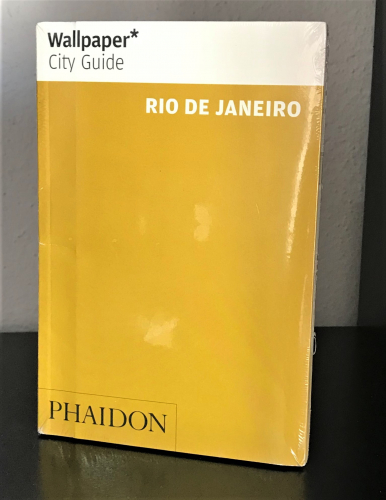 Wallpaper*
City Guide
RIO DE JANEIRO
PHAIDON